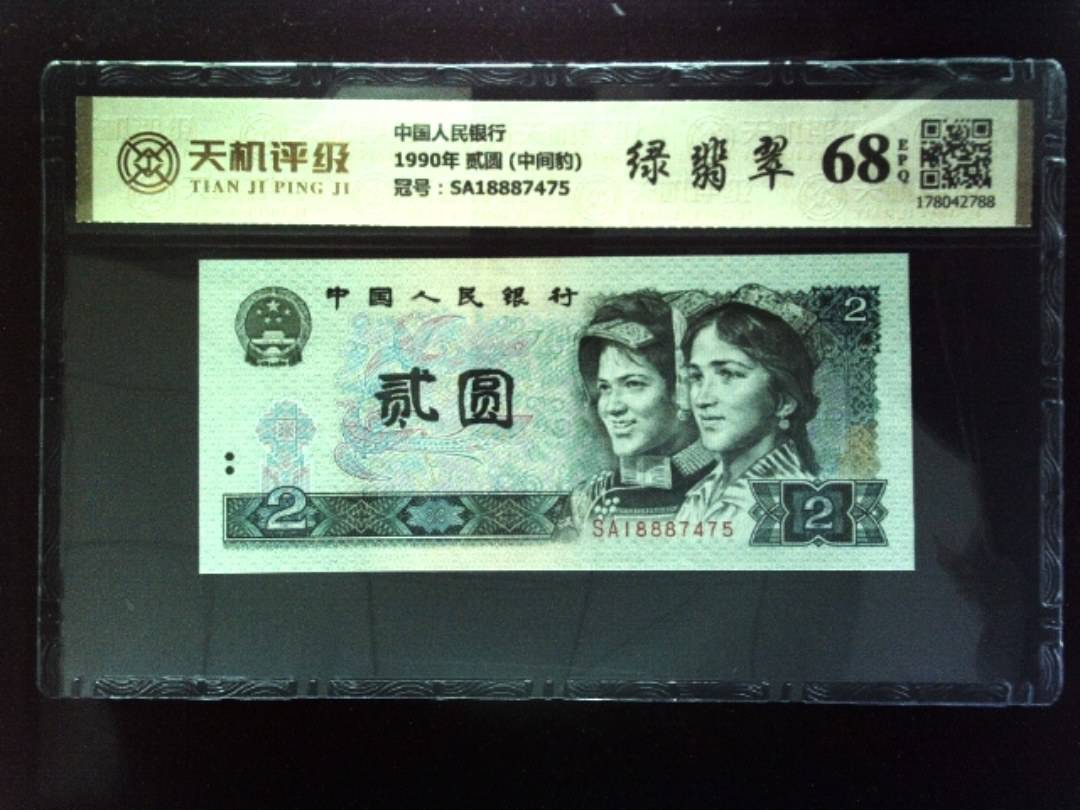 天机评级
TIAN JI PING JI
中国人民银行
1990年 贰圆 (中间豹)
冠号：SA18887475
绿翡翠
68
EPQ
178042788
中国人民银行
2
贰圆
2
SA18887475
2